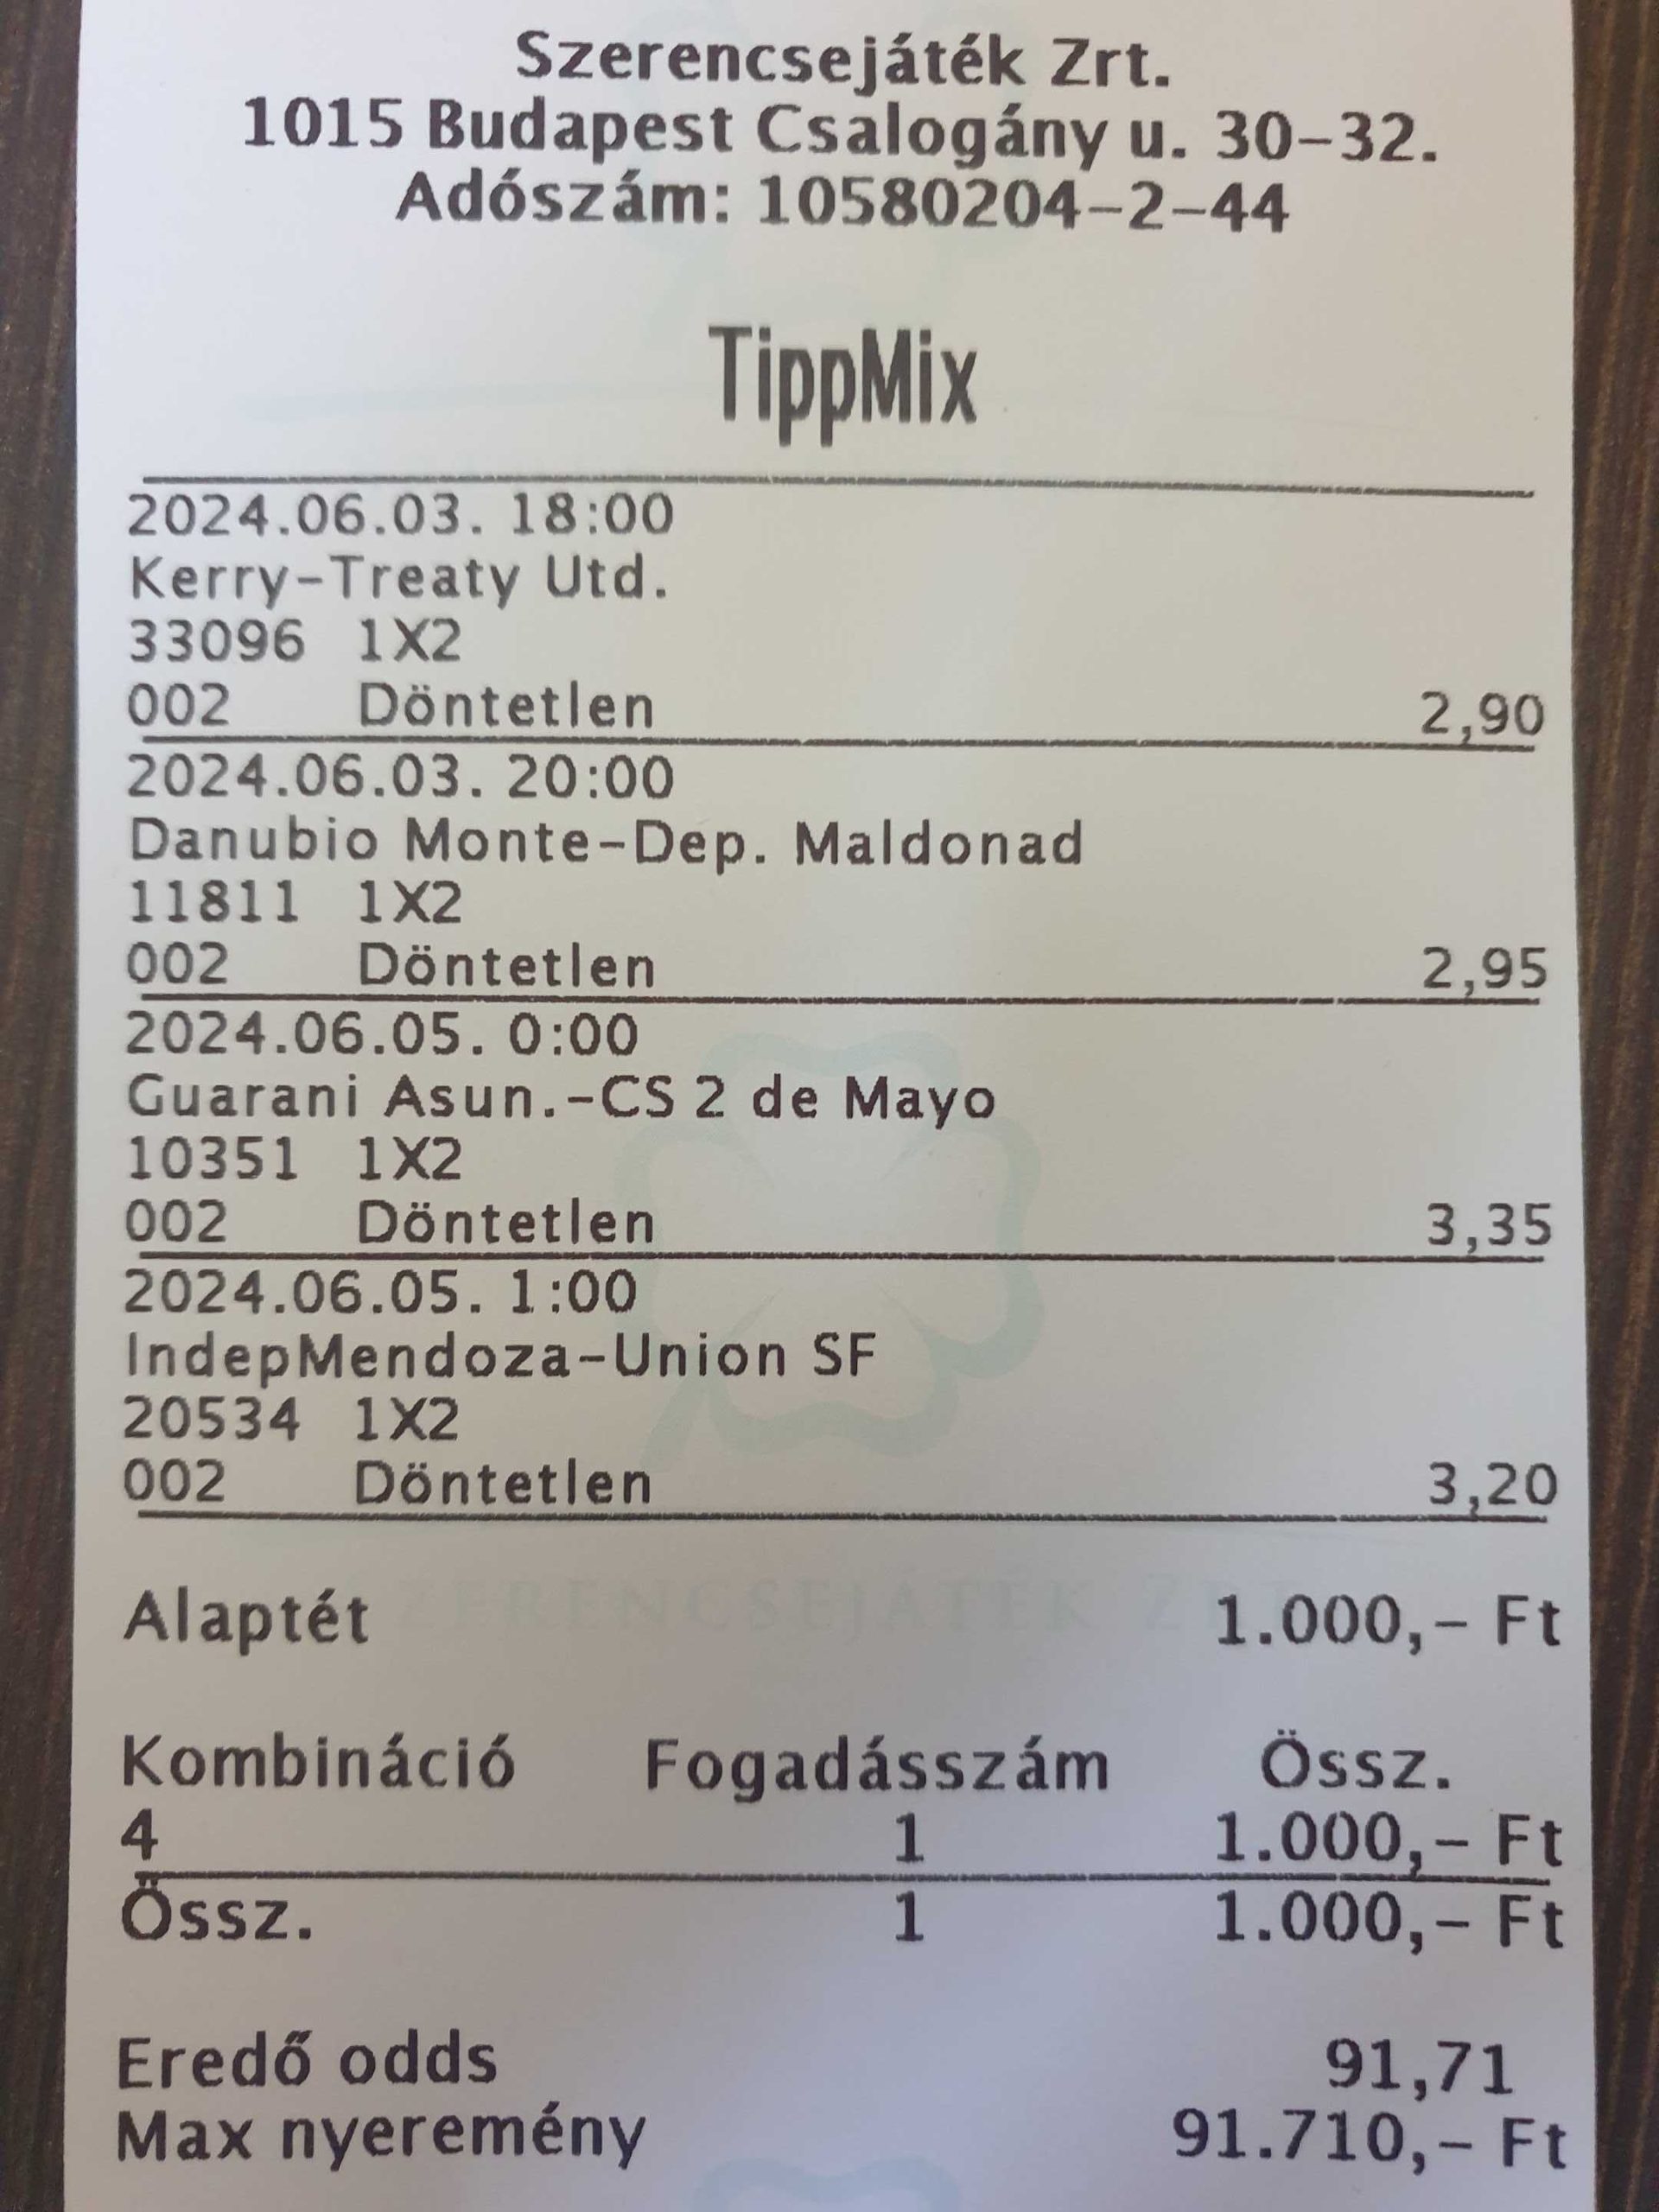 Szerencsejáték Zrt.
1015 Budapest Csalogány u. 30-32.
Adószám: 10580204-2-44
TippMix
2024.06.03. 18:00
Kerry-Treaty Utd.
33096 1X2
002 Döntetlen 2,90
2024.06.03. 20:00
Danubio Monte-Dep. Maldonad
11811 1X2
002 Döntetlen 2,95
2024.06.05. 0:00
Guarani Asun.-CS 2 de Mayo
10351 1X2
002 Döntetlen 3,35
2024.06.05. 1:00
IndepMendoza-Union SF
20534 1X2
002 Döntetlen 3,20
SZERENCSEJÁTÉK ZRT.
Alaptét 1.000,- Ft
Kombináció Fogadásszám Össz.
4 1 1.000,- Ft
Össz. 1 1.000,- Ft
Eredő odds 91,71
Max nyeremény 91.710,- Ft